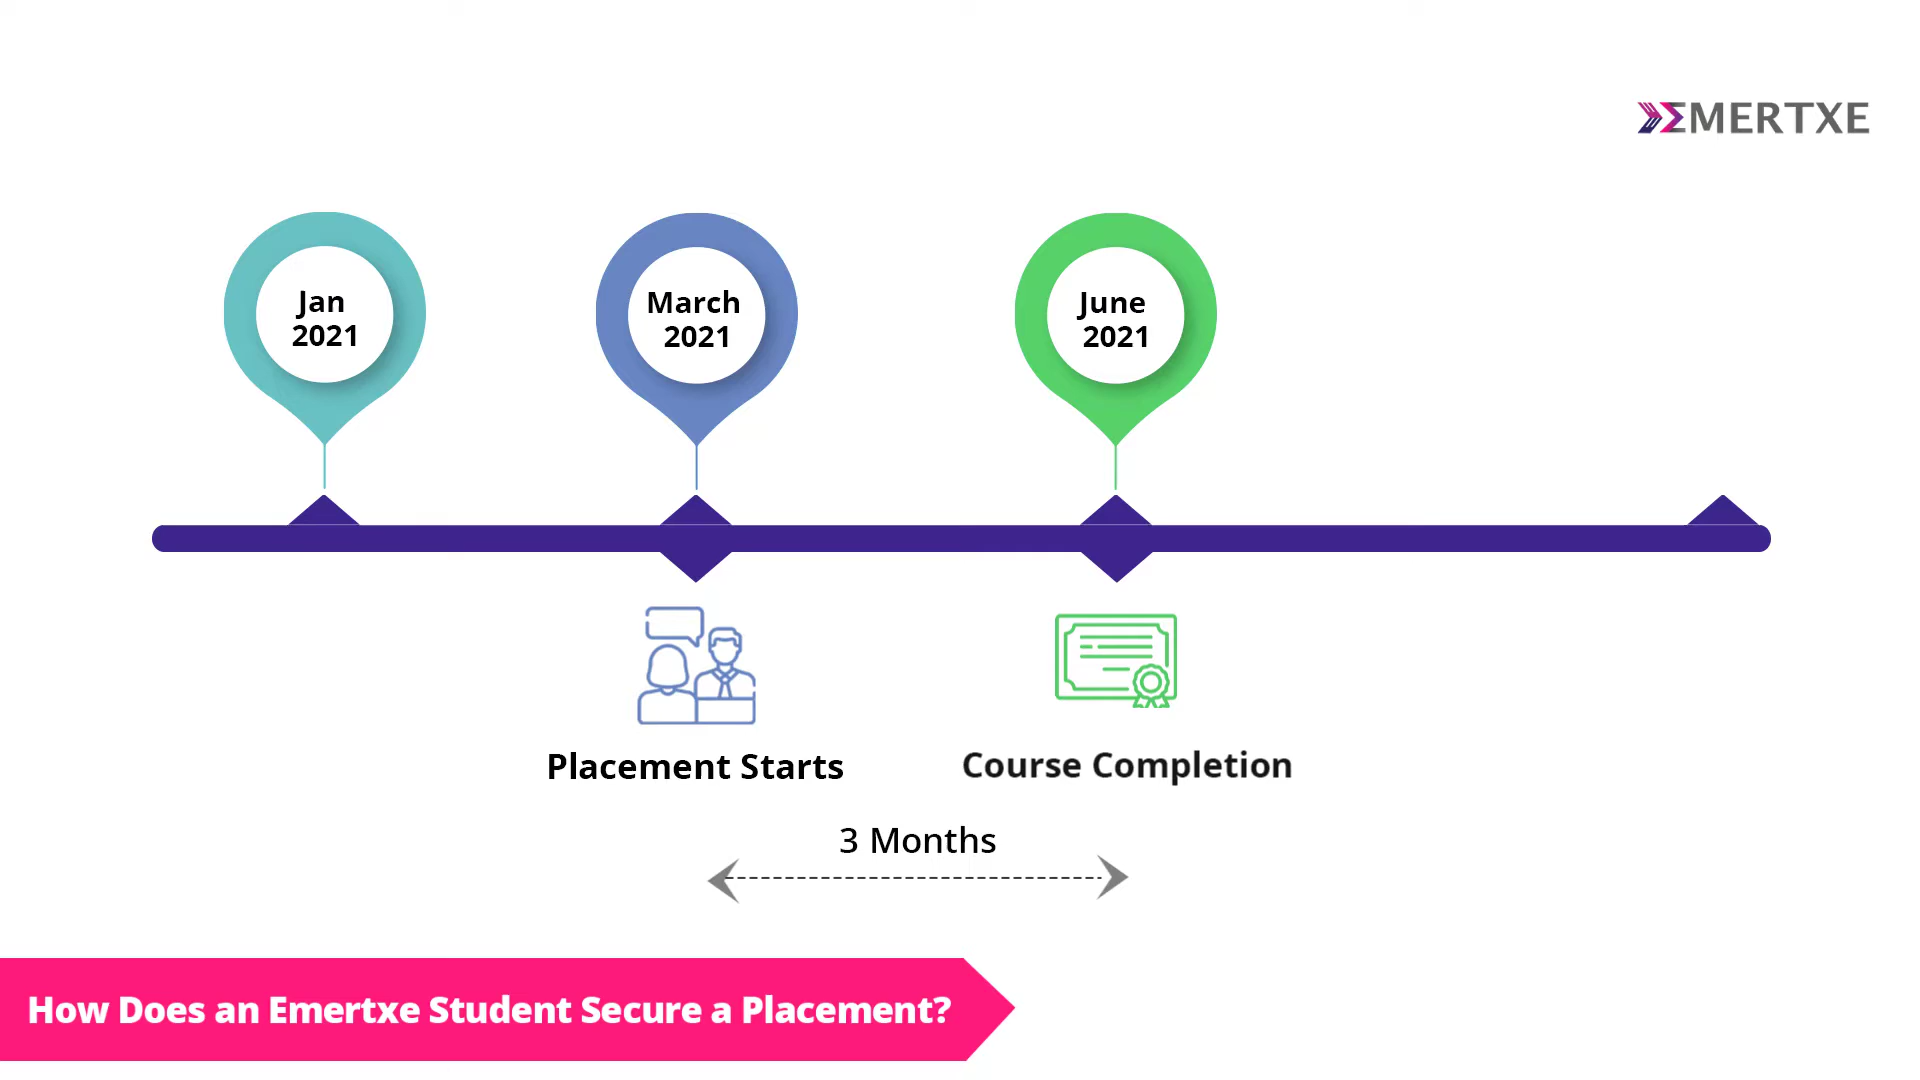 EMERTXE
Jan
2021
March
2021
June
2021
Placement Starts
Course Completion
3 Months
How Does an Emertxe Student Secure a Placement?